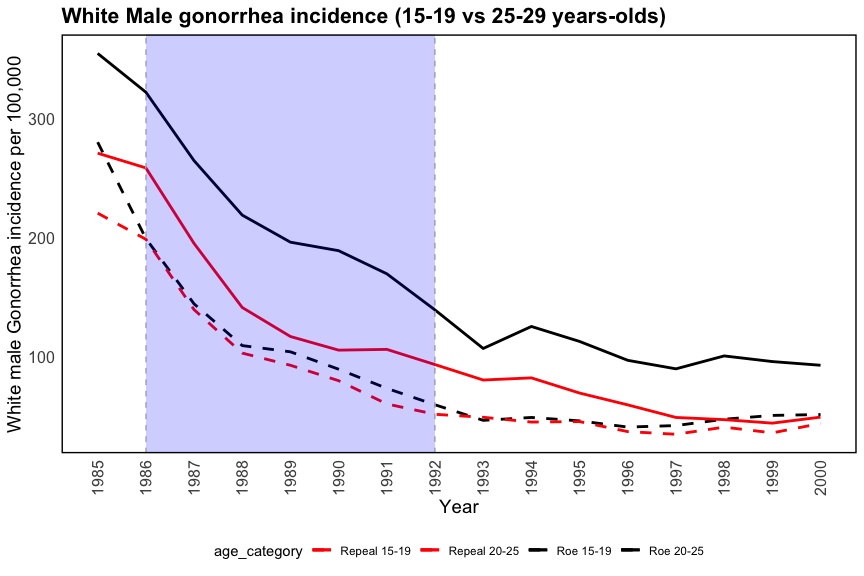 White Male gonorrhea incidence (15-19 vs 25-29 years-olds)
White male Gonorrhea incidence per 100,000
300
200
100
1985 1986 1987 1988 1989 1990 1991 1992 1993 1994 1995 1996 1997 1998 1999 2000
Year
age_category Repeal 15-19 Repeal 20-25 Roe 15-19 Roe 20-25